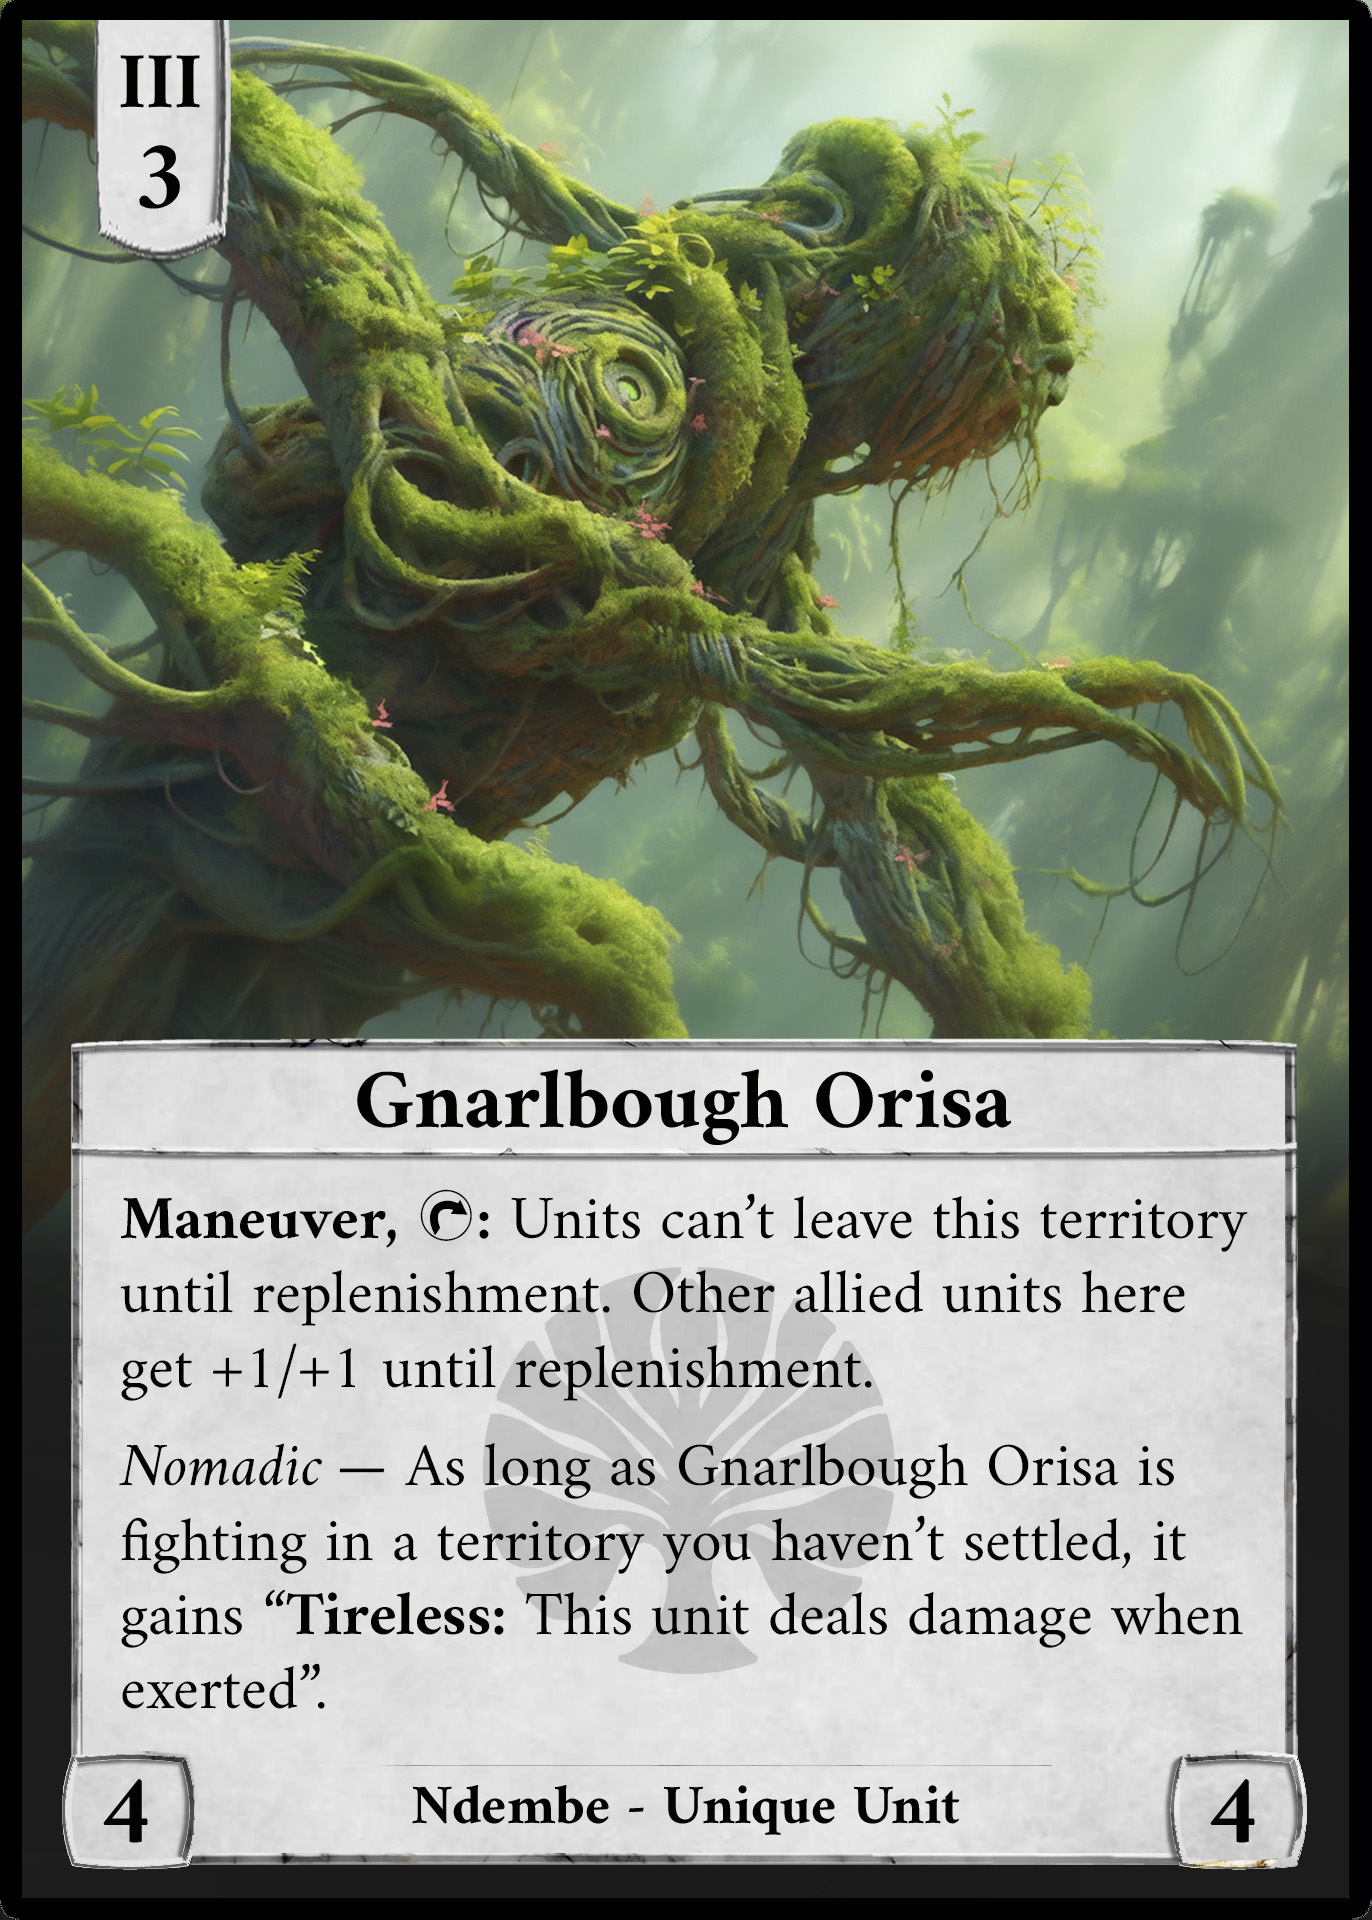 III
3
Gnarlbough Orisa
Maneuver, : Units can’t leave this territory
until replenishment. Other allied units here
get +1/+1 until replenishment.
Nomadic — As long as Gnarlbough Orisa is
fighting in a territory you haven’t settled, it
gains “Tireless: This unit deals damage when
exerted”.
4
Ndembe - Unique Unit
4